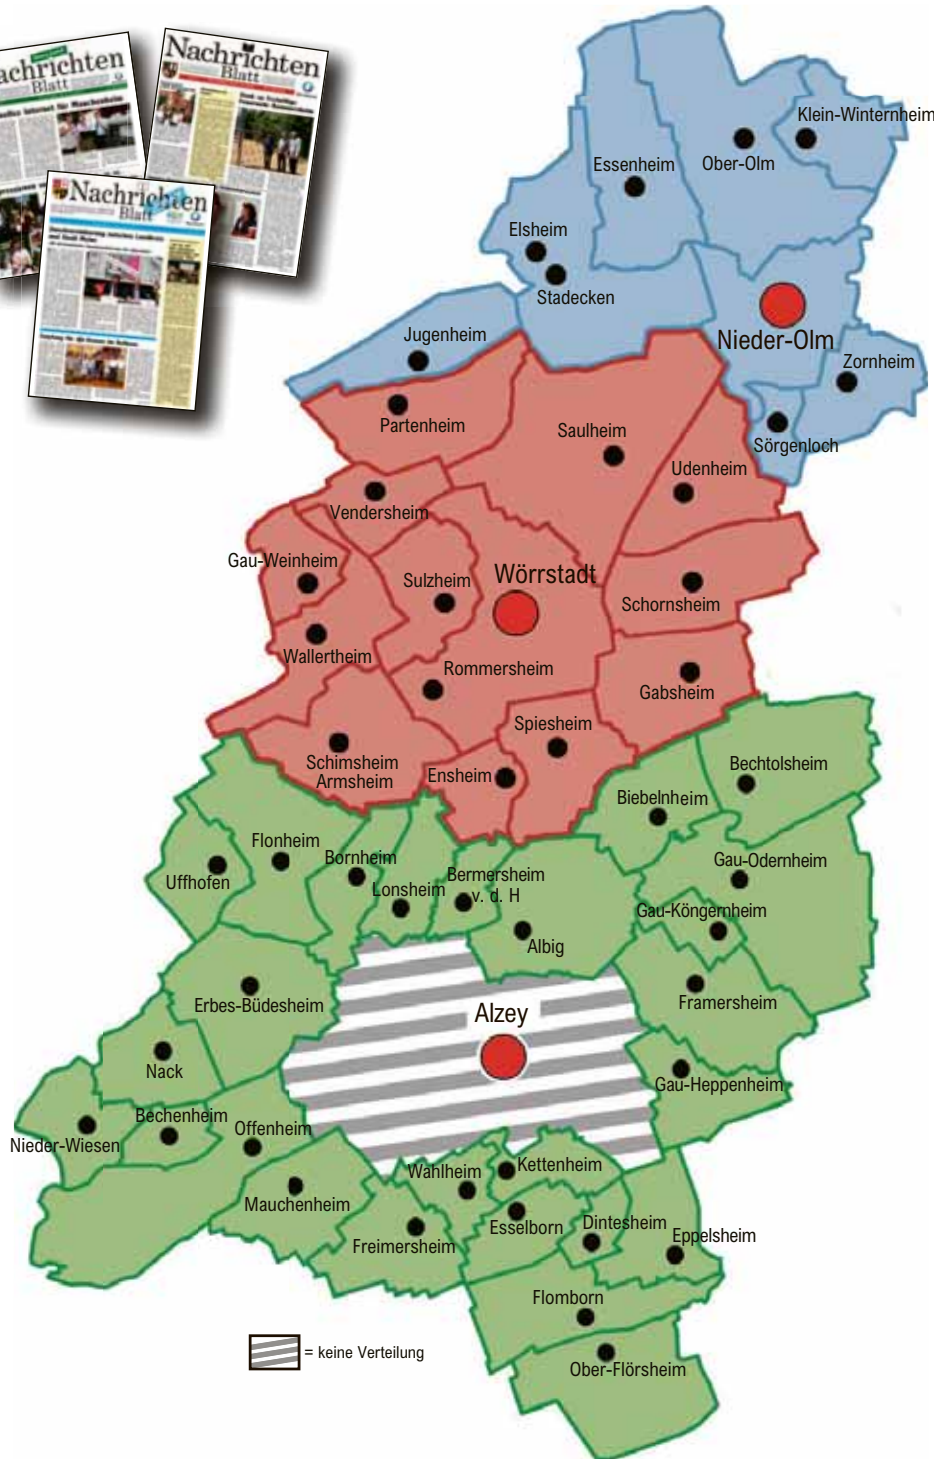 achrichten
Blatt
Nachrichten
Blatt
Nachrichten
Blatt
Klein-Winternheim
Ober-Olm
Essenheim
Elsheim
Stadecken
Nieder-Olm
Jugenheim
Zornheim
Partenheim
Saulheim
Sörgenloch
Udenheim
Vendersheim
Gau-Weinheim
Sulzheim
Wörrstadt
Schornsheim
Wallertheim
Rommersheim
Gabsheim
Spiesheim
Schimsheim
Armsheim
Ensheim
Bechtolsheim
Biebelnheim
Flonheim
Bornheim
Gau-Odernheim
Uffhofen
Lonsheim
Bermersheim
v. d. H
Gau-Köngernheim
Albig
Erbes-Büdesheim
Framersheim
Alzey
Nack
Gau-Heppenheim
Bechenheim
Offenheim
Nieder-Wiesen
Wahlheim
Kettenheim
Mauchenheim
Esselborn
Dintesheim
Freimersheim
Eppelsheim
Flomborn
= keine Verteilung
Ober-Flörsheim